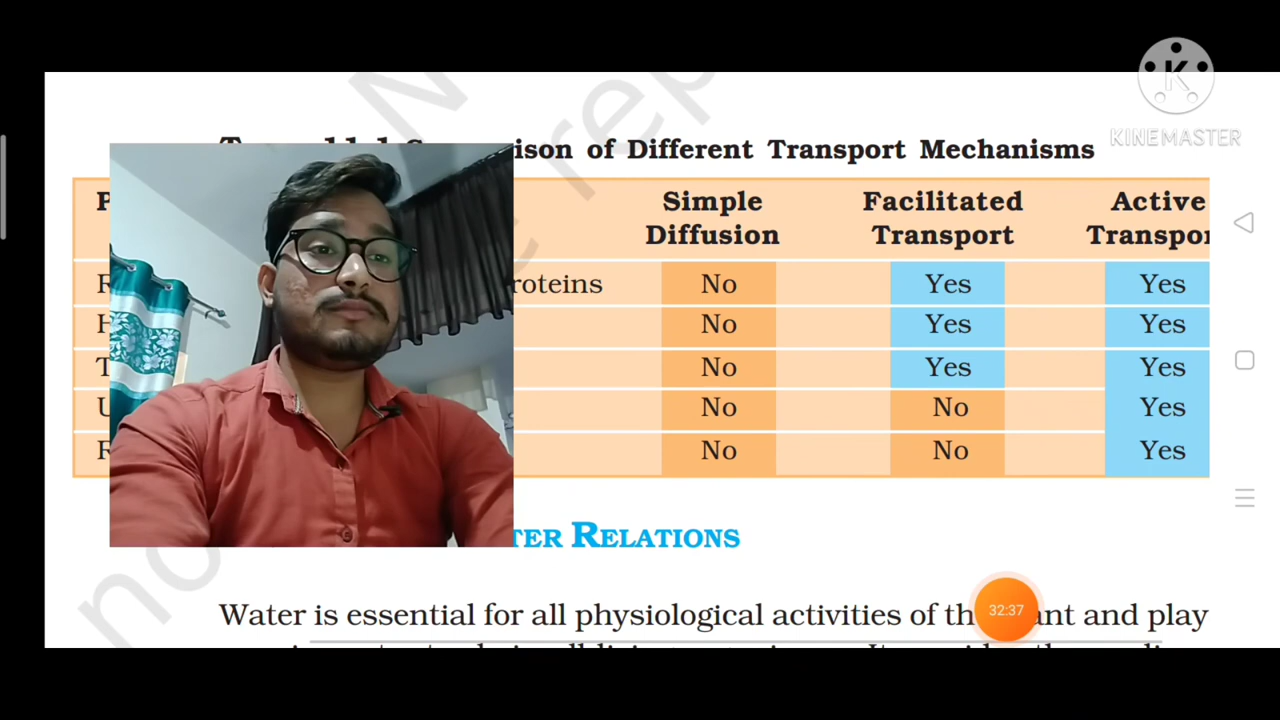 KINEMASTER
ison of Different Transport Mechanisms
Simple Facilitated Active
Diffusion Transport Transpor
roteins No Yes Yes
No Yes Yes
No Yes Yes
No No Yes
No No Yes
TER RELATIONS
Water is essential for all physiological activities of th ant and play
32:37